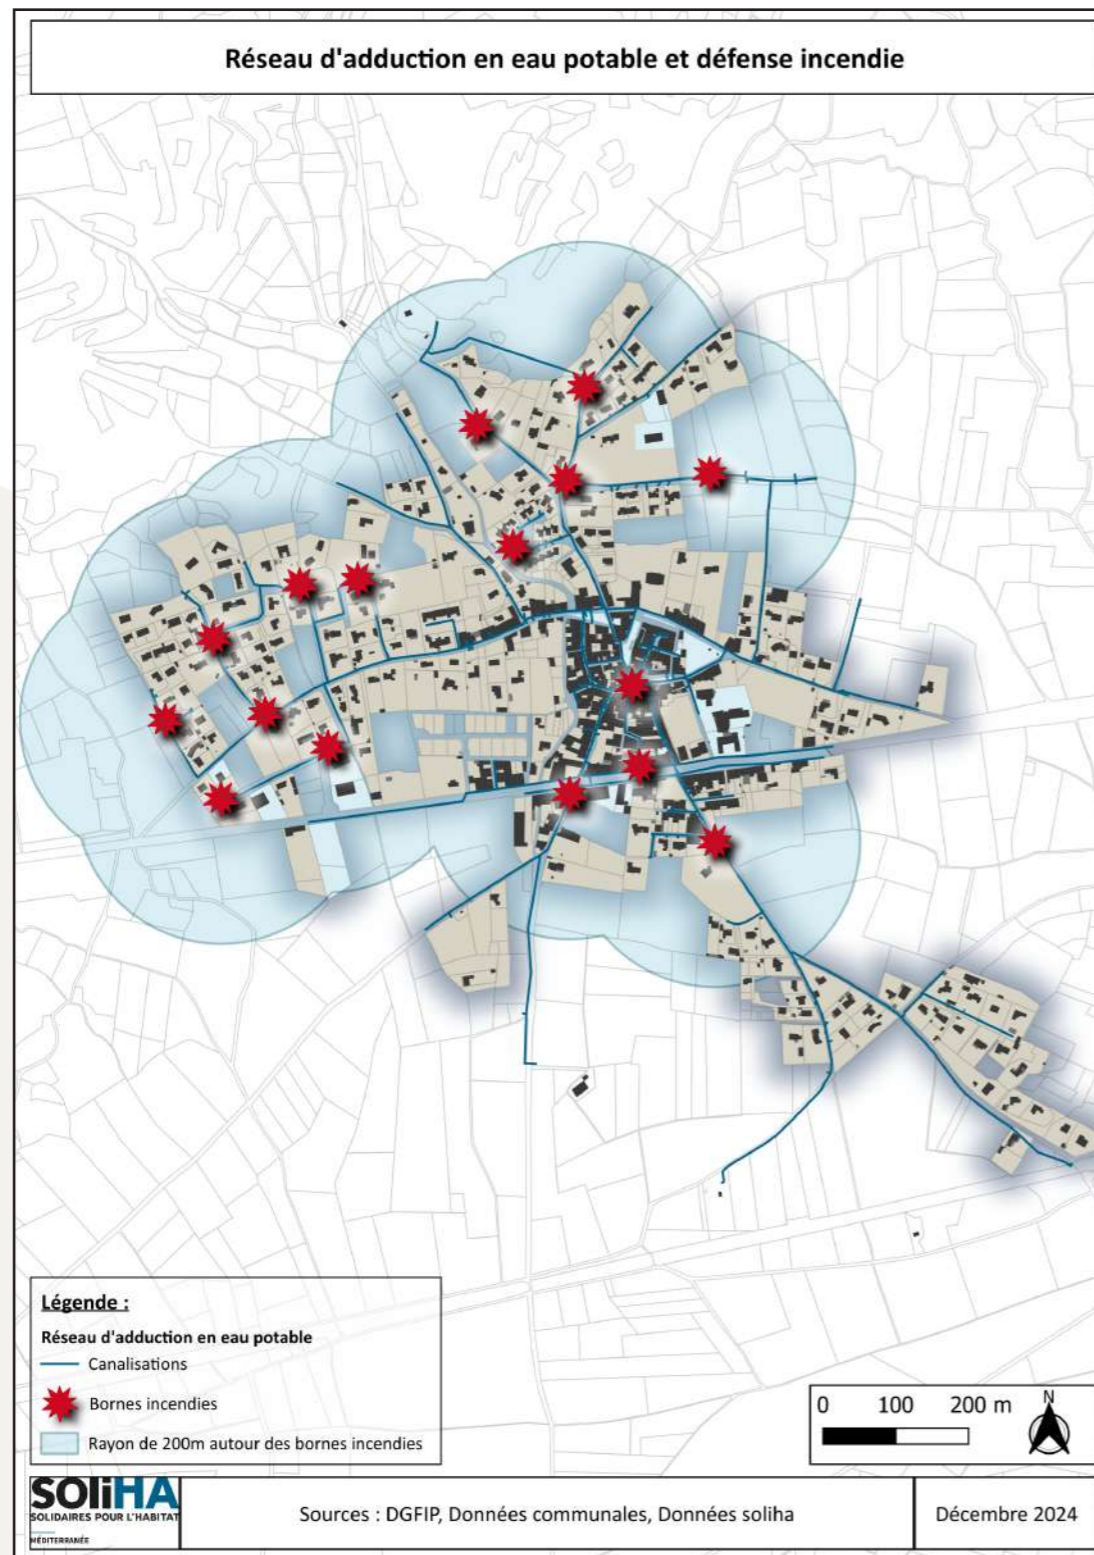 Réseau d'adduction en eau potable et défense incendie
Légende :
Réseau d'adduction en eau potable
Canalisations
Bornes incendies
Rayon de 200m autour des bornes incendies
0 100 200 m
N
SOliHA
SOLIDAIRES POUR L'HABITAT
MÉDITERRANÉE
Sources : DGFIP, Données communales, Données soliha
Décembre 2024